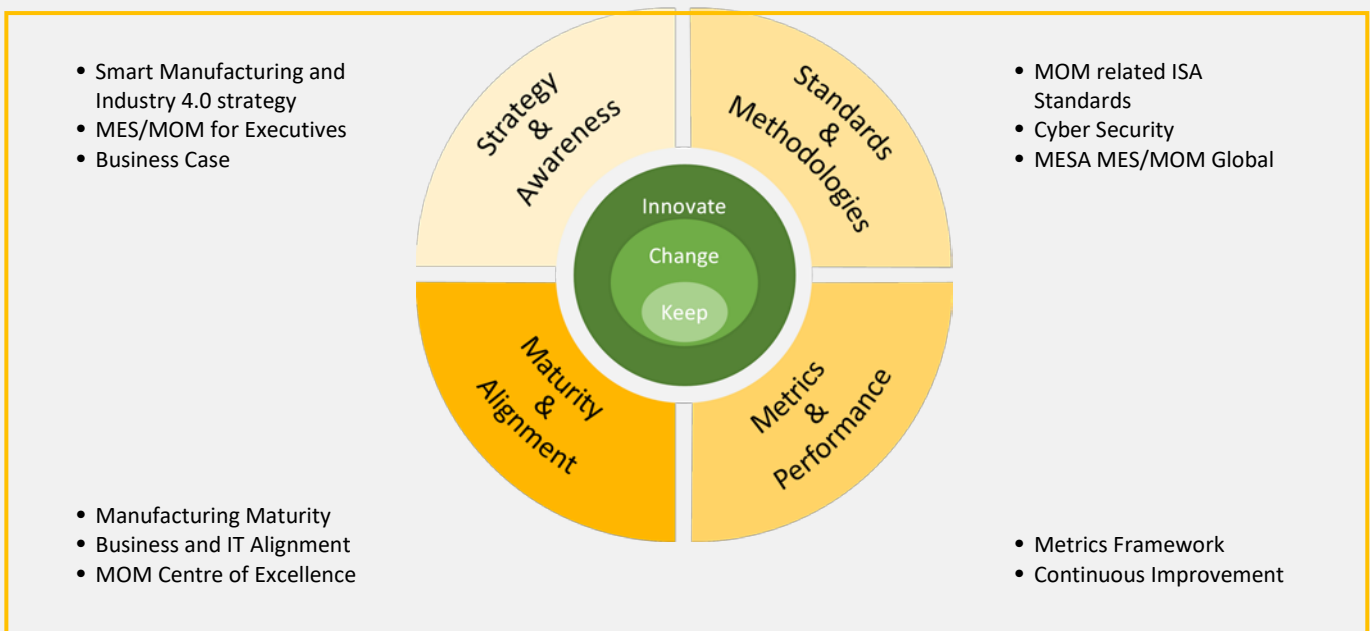 • Smart Manufacturing and
Industry 4.0 strategy
• MES/MOM for Executives
• Business Case
Strategy
&
Awareness
Standards
&
Methodologies
• MOM related ISA
Standards
• Cyber Security
• MESA MES/MOM Global
Innovate
Change
Keep
Maturity
&
Alignment
Metrics
&
Performance
• Manufacturing Maturity
• Business and IT Alignment
• MOM Centre of Excellence
• Metrics Framework
• Continuous Improvement